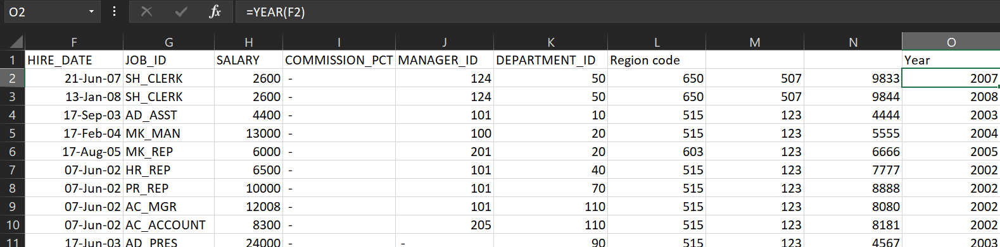 O2 fx =YEAR(F2)
F G H I J K L M N O
1 HIRE_DATE JOB_ID SALARY COMMISSION_PCT MANAGER_ID DEPARTMENT_ID Region code Year
2 21-Jun-07 SH_CLERK 2600 - 124 50 650 507 9833 2007
3 13-Jan-08 SH_CLERK 2600 - 124 50 650 507 9844 2008
4 17-Sep-03 AD_ASST 4400 - 101 10 515 123 4444 2003
5 17-Feb-04 MK_MAN 13000 - 100 20 515 123 5555 2004
6 17-Aug-05 MK_REP 6000 - 201 20 603 123 6666 2005
7 07-Jun-02 HR_REP 6500 - 101 40 515 123 7777 2002
8 07-Jun-02 PR_REP 10000 - 101 70 515 123 8888 2002
9 07-Jun-02 AC_MGR 12008 - 101 110 515 123 8080 2002
10 07-Jun-02 AC_ACCOUNT 8300 - 205 110 515 123 8181 2002
11 17-Jun-03 AD_PRES 24000 - - 90 515 123 4567 2003